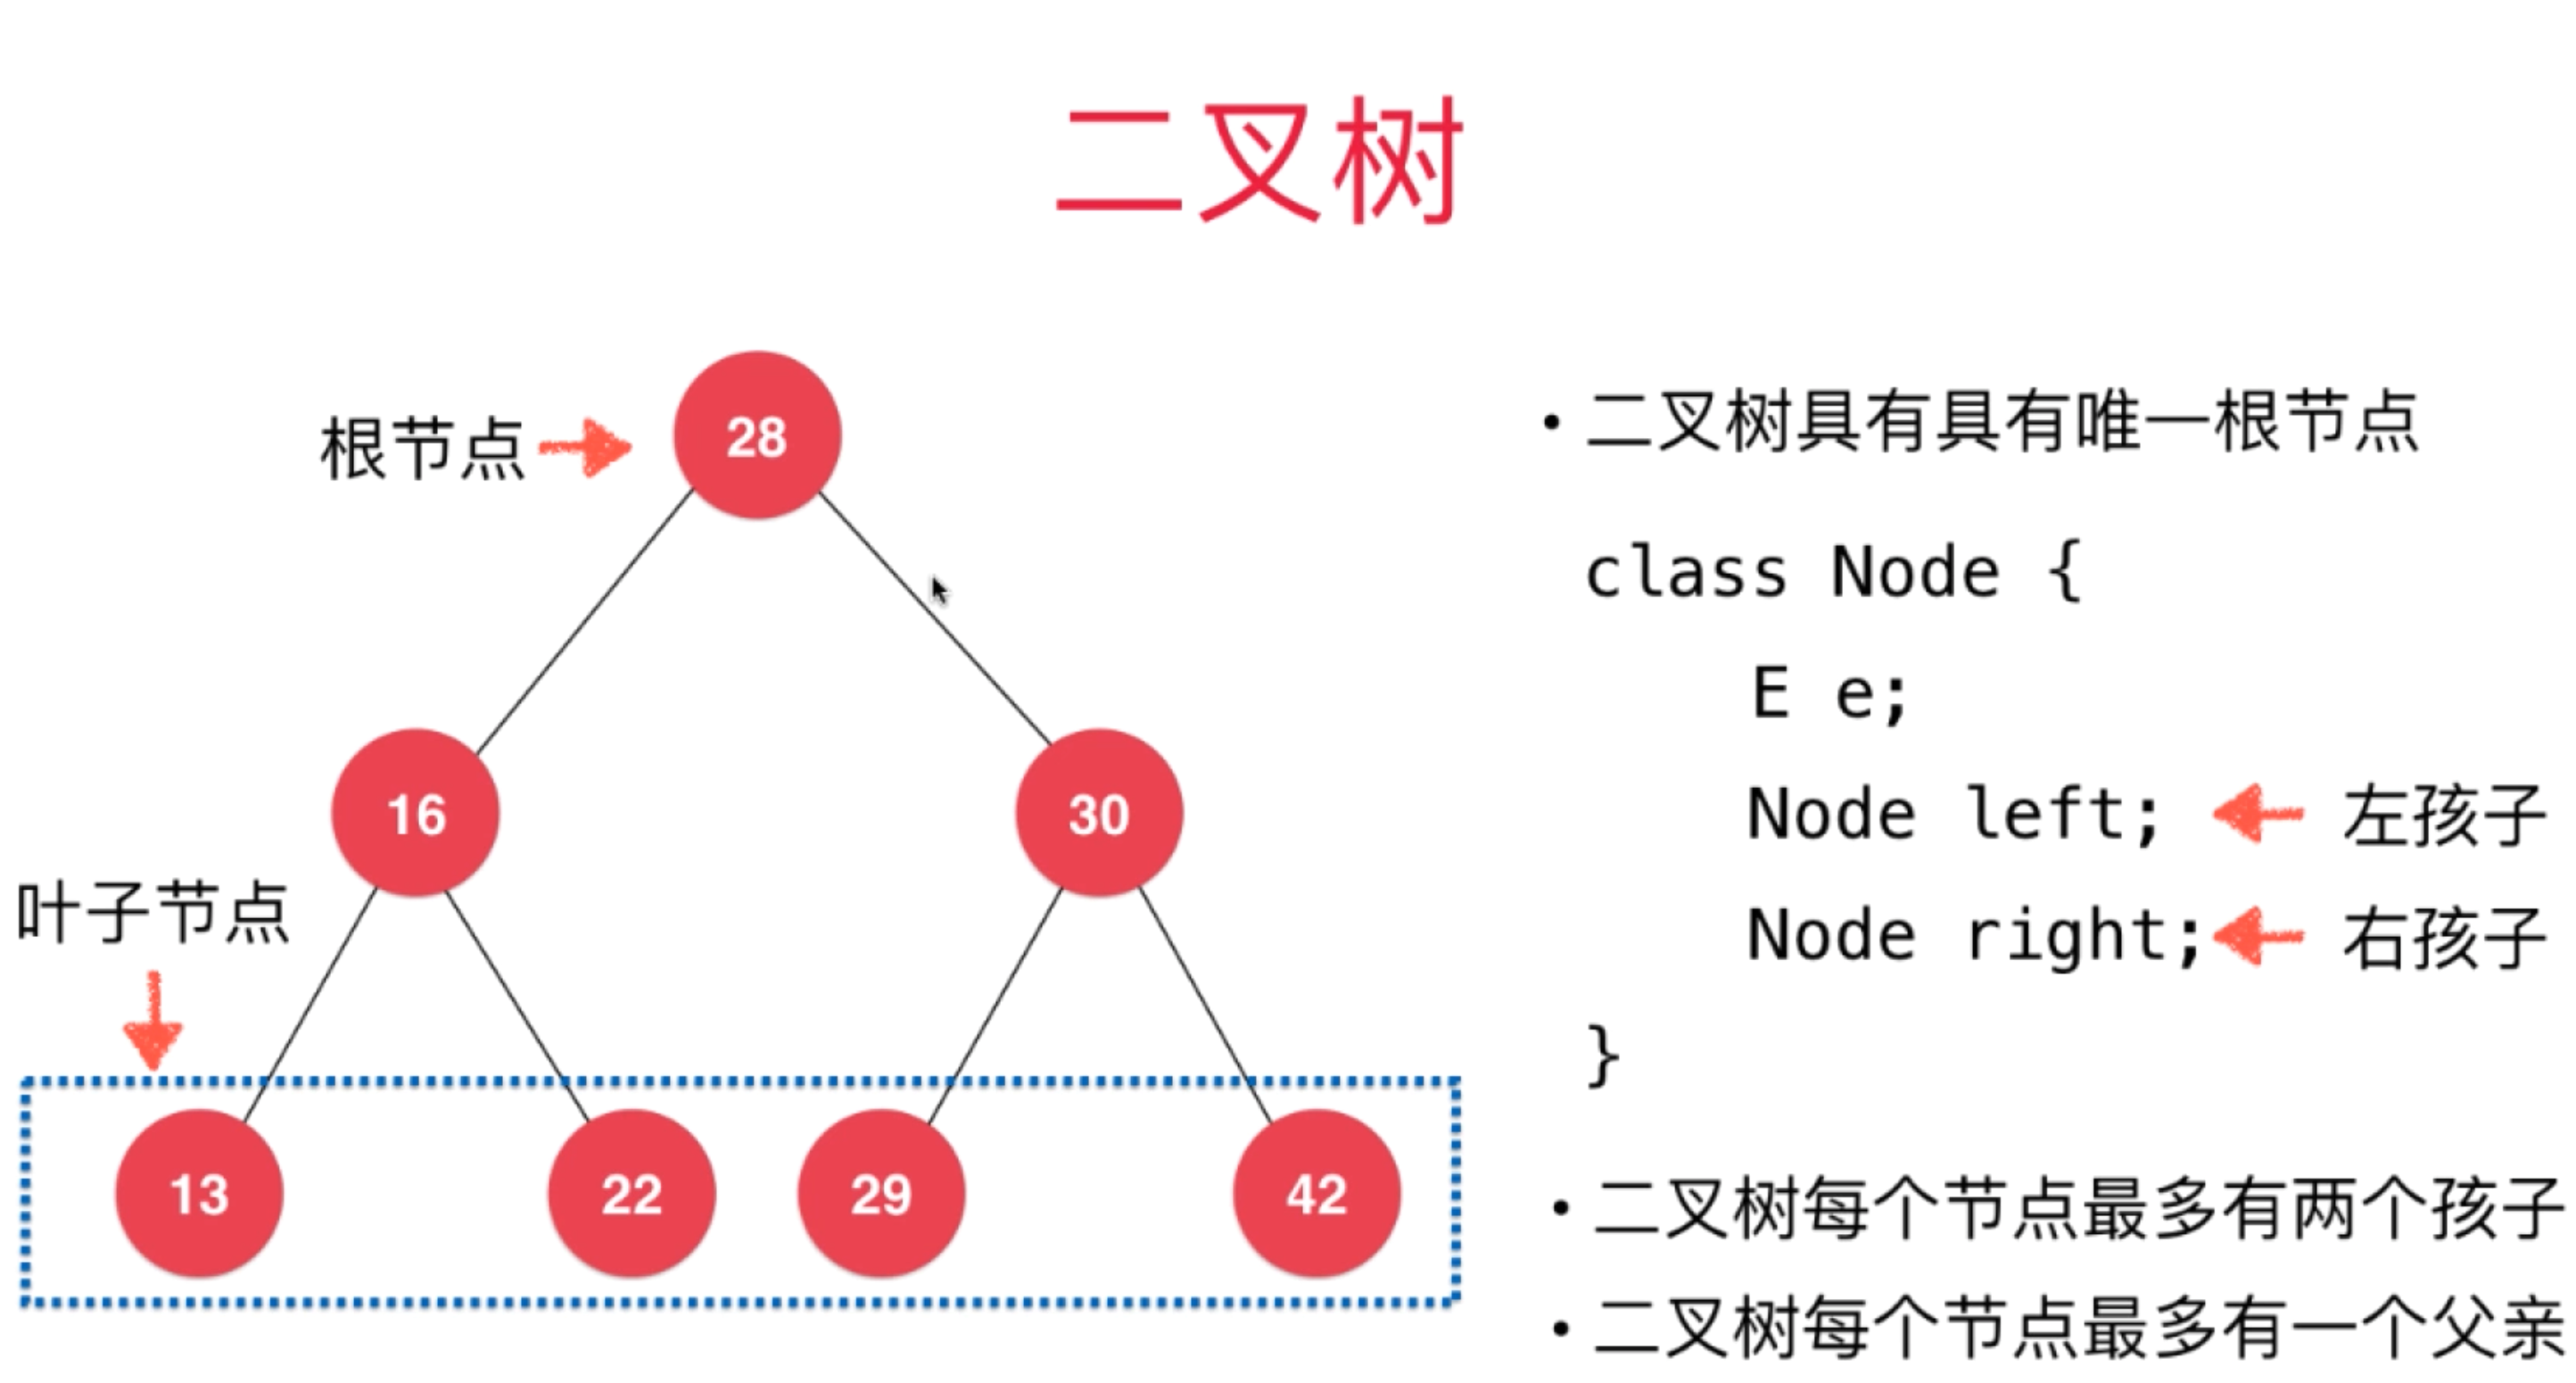 二叉树
根节点
28
16
30
叶子节点
13
22
29
42
• 二叉树具有具有唯一根节点
class Node {
E e;
Node left; 左孩子
Node right; 右孩子
}
• 二叉树每个节点最多有两个孩子
• 二叉树每个节点最多有一个父亲